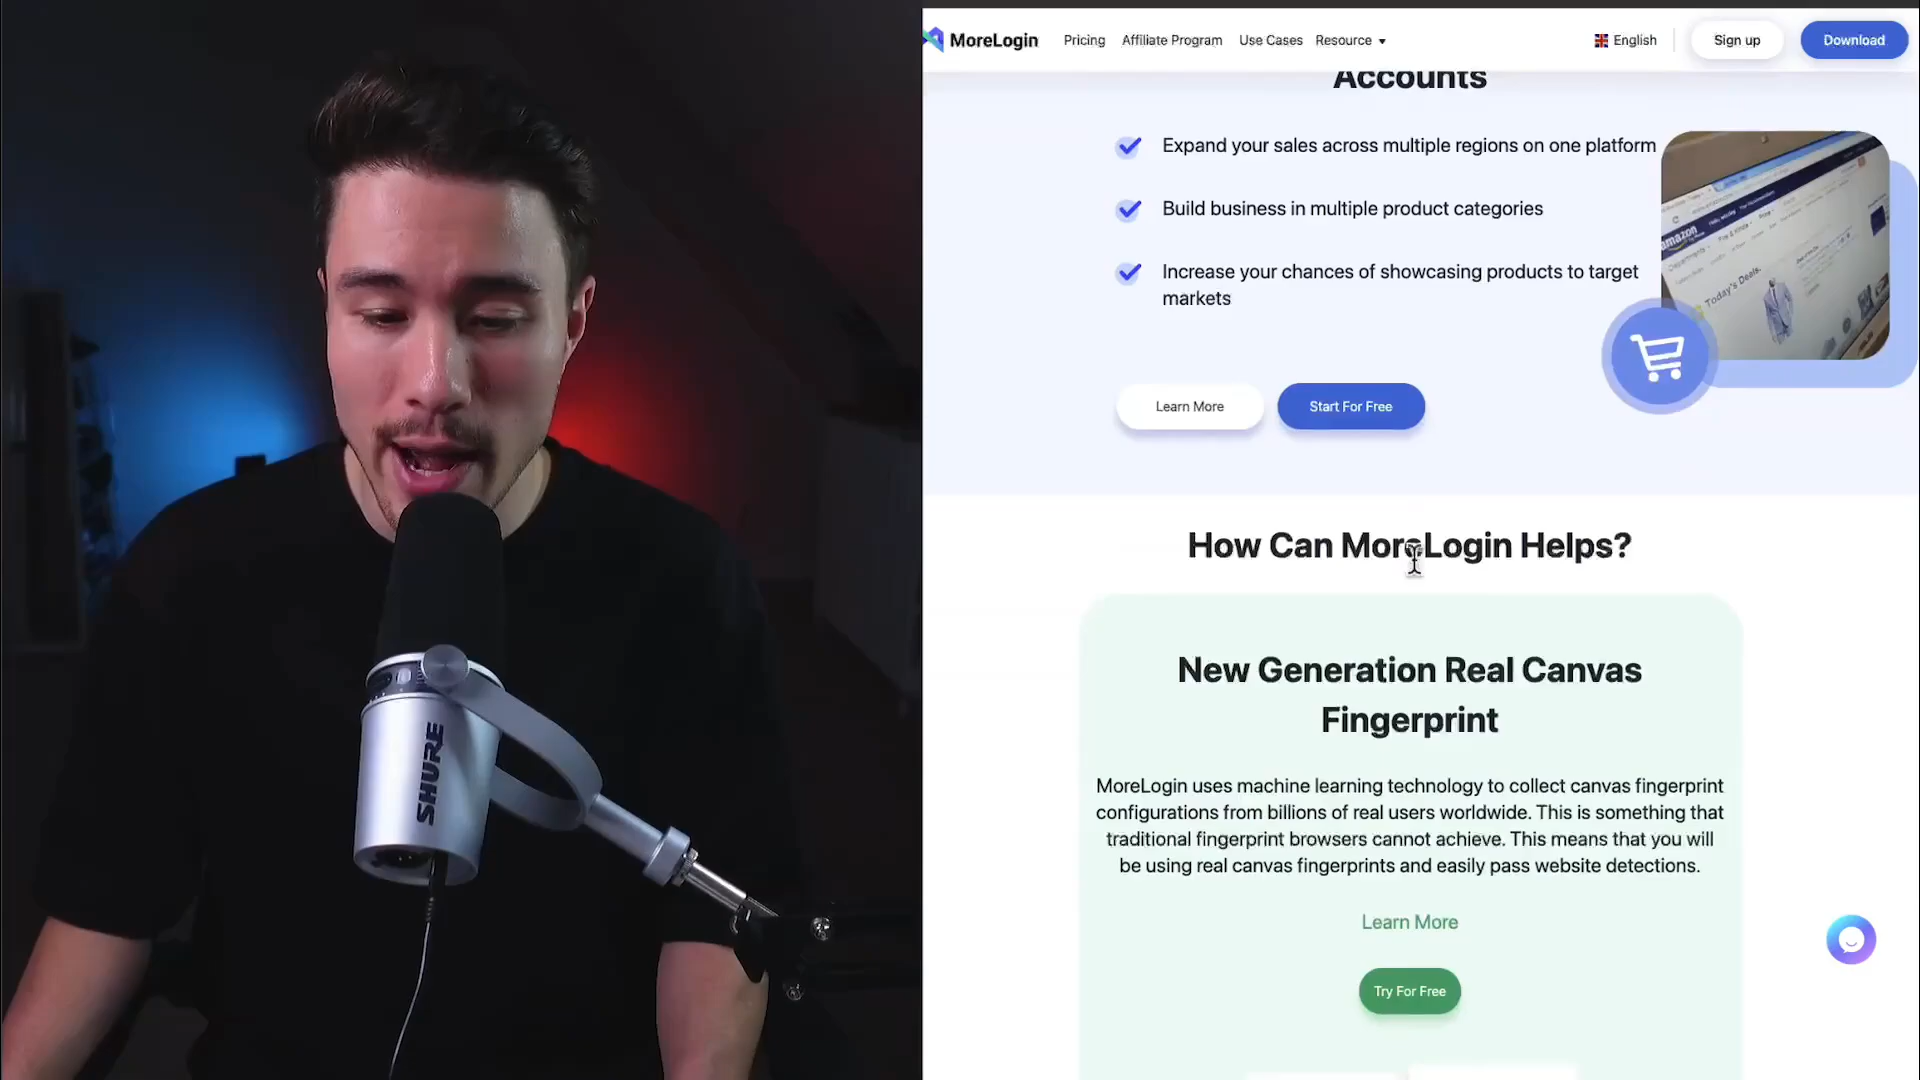 MoreLogin
Pricing
Affiliate Program
Use Cases
Resource
English
Sign up
Download
Accounts
Expand your sales across multiple regions on one platform
Build business in multiple product categories
Increase your chances of showcasing products to target
markets
amazon
Today's Deals.
Learn More
Start For Free
How Can MoreLogin Helps?
New Generation Real Canvas
Fingerprint
MoreLogin uses machine learning technology to collect canvas fingerprint
configurations from billions of real users worldwide. This is something that
traditional fingerprint browsers cannot achieve. This means that you will
be using real canvas fingerprints and easily pass website detections.
Learn More
Try For Free
SHURE